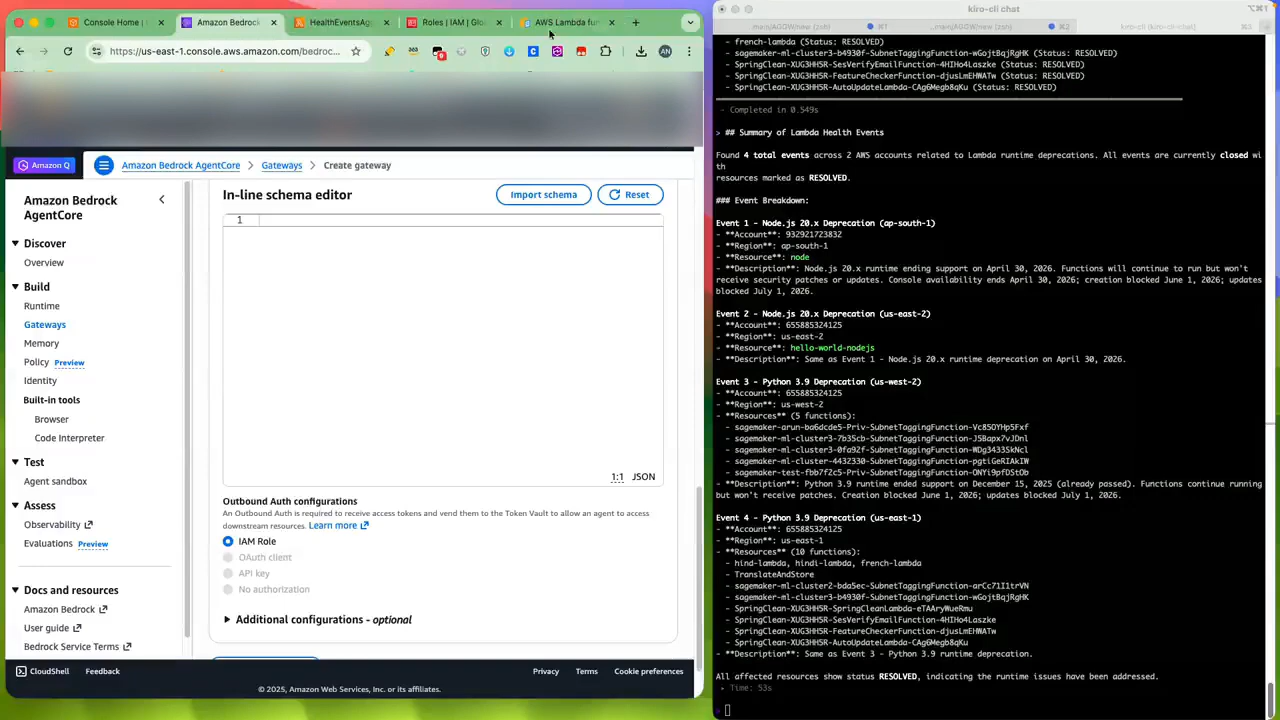 Console Home |
Amazon Bedrock
HealthEventsAg
Roles | IAM | Glo
AWS Lambda fun
https://us-east-1.console.aws.amazon.com/bedroc...
9
AN
Amazon Q
Amazon Bedrock AgentCore
Gateways
Create gateway
Amazon Bedrock
AgentCore
Discover
Overview
Build
Runtime
Gateways
Memory
Policy Preview
Identity
Built-in tools
Browser
Code Interpreter
Test
Agent sandbox
Assess
Observability
Evaluations Preview
Docs and resources
Amazon Bedrock
User guide
Bedrock Service Terms
In-line schema editor
Import schema
Reset
1
1:1 JSON
Outbound Auth configurations
An Outbound Auth is required to receive access tokens and vend them to the Token Vault to allow an agent to access
downstream resources. Learn more
IAM Role
OAuth client
API key
No authorization
Additional configurations - optional
CloudShell
Feedback
Privacy
Terms
Cookie preferences
© 2025, Amazon Web Services, Inc. or its affiliates.
kiro-cli chat
⌥⌘1
main/AGGW (zsh)
⌘1
...main/AGGW (zsh)
⌘2
kiro-cli (kiro-cli-chat)
⌘3
- french-lambda (Status: RESOLVED)
- sagemaker-ml-cluster3-b4930f-SubnetTaggingFunction-wGojtBqjRgHK (Status: RESOLVED)
- SpringClean-XUG3HH5R-SesVerifyEmailFunction-4HIHo4Laszke (Status: RESOLVED)
- SpringClean-XUG3HH5R-FeatureCheckerFunction-djusLmEHWATw (Status: RESOLVED)
- SpringClean-XUG3HH5R-AutoUpdateLambda-CAg6Megb8qKu (Status: RESOLVED)
- Completed in 0.549s
> ## Summary of Lambda Health Events
Found 4 total events across 2 AWS accounts related to Lambda runtime deprecations. All events are currently closed wi
th
resources marked as RESOLVED.
### Event Breakdown:
Event 1 - Node.js 20.x Deprecation (ap-south-1)
- **Account**: 932921723832
- **Region**: ap-south-1
- **Resource**: node
- **Description**: Node.js 20.x runtime ending support on April 30, 2026. Functions will continue to run but won't
receive security patches or updates. Console availability ends April 30, 2026; creation blocked June 1, 2026; updates
blocked July 1, 2026.
Event 2 - Node.js 20.x Deprecation (us-east-2)
- **Account**: 655885324125
- **Region**: us-east-2
- **Resource**: hello-world-nodejs
- **Description**: Same as Event 1 - Node.js 20.x runtime deprecation on April 30, 2026.
Event 3 - Python 3.9 Deprecation (us-west-2)
- **Account**: 655885324125
- **Region**: us-west-2
- **Resources** (5 functions):
- sagemaker-arun-ba6dcde5-Priv-SubnetTaggingFunction-Vc85OYHp5Fxf
- sagemaker-ml-cluster3-7b35cb-SubnetTaggingFunction-J5Bapx7vJDnl
- sagemaker-ml-cluster3-0fa92f-SubnetTaggingFunction-WDg3433SkNcl
- sagemaker-ml-cluster-4432330-SubnetTaggingFunction-pgtiGeRIAkIW
- sagemaker-test-fbb7f2c5-Priv-SubnetTaggingFunction-ONYi9pfDStOb
- **Description**: Python 3.9 runtime ended support on December 15, 2025 (already passed). Functions continue running
but won't receive patches. Creation blocked June 1, 2026; updates blocked July 1, 2026.
Event 4 - Python 3.9 Deprecation (us-east-1)
- **Account**: 655885324125
- **Region**: us-east-1
- **Resources** (10 functions):
- hind-lambda, hindi-lambda, french-lambda
- TranslateAndStore
- sagemaker-ml-cluster2-bda5ec-SubnetTaggingFunction-arCc71I1trVN
- sagemaker-ml-cluster3-b4930f-SubnetTaggingFunction-wGojtBqjRgHK
- SpringClean-XUG3HH5R-SpringCleanLambda-eTAAryWueRmu
- SpringClean-XUG3HH5R-SesVerifyEmailFunction-4HIHo4Laszke
- SpringClean-XUG3HH5R-FeatureCheckerFunction-djusLmEHWATw
- SpringClean-XUG3HH5R-AutoUpdateLambda-CAg6Megb8qKu
- **Description**: Same as Event 3 - Python 3.9 runtime deprecation.
All affected resources show status RESOLVED, indicating the runtime issues have been addressed.
▸ Time: 53s
>